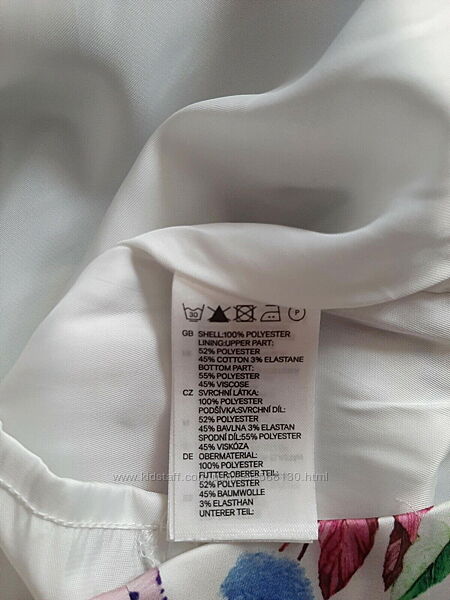 30
P
GB SHELL:100% POLYESTER
LINING:UPPER PART:
52% POLYESTER
45% COTTON 3% ELASTANE
BOTTOM PART:
55% POLYESTER
45% VISCOSE
CZ SVRCHNÍ LÁTKA:
100% POLYESTER
PODŠÍVKA:SVRCHNÍ DÍL:
52% POLYESTER
45% BAVLNA 3% ELASTAN
SPODNÍ DÍL:55% POLYESTER
45% VISKÓZA
DE OBERMATERIAL:
100% POLYESTER
FUTTER:OBERER TEIL:
52% POLYESTER
45% BAUMWOLLE
3% ELASTHAN
UNTERER TEIL: